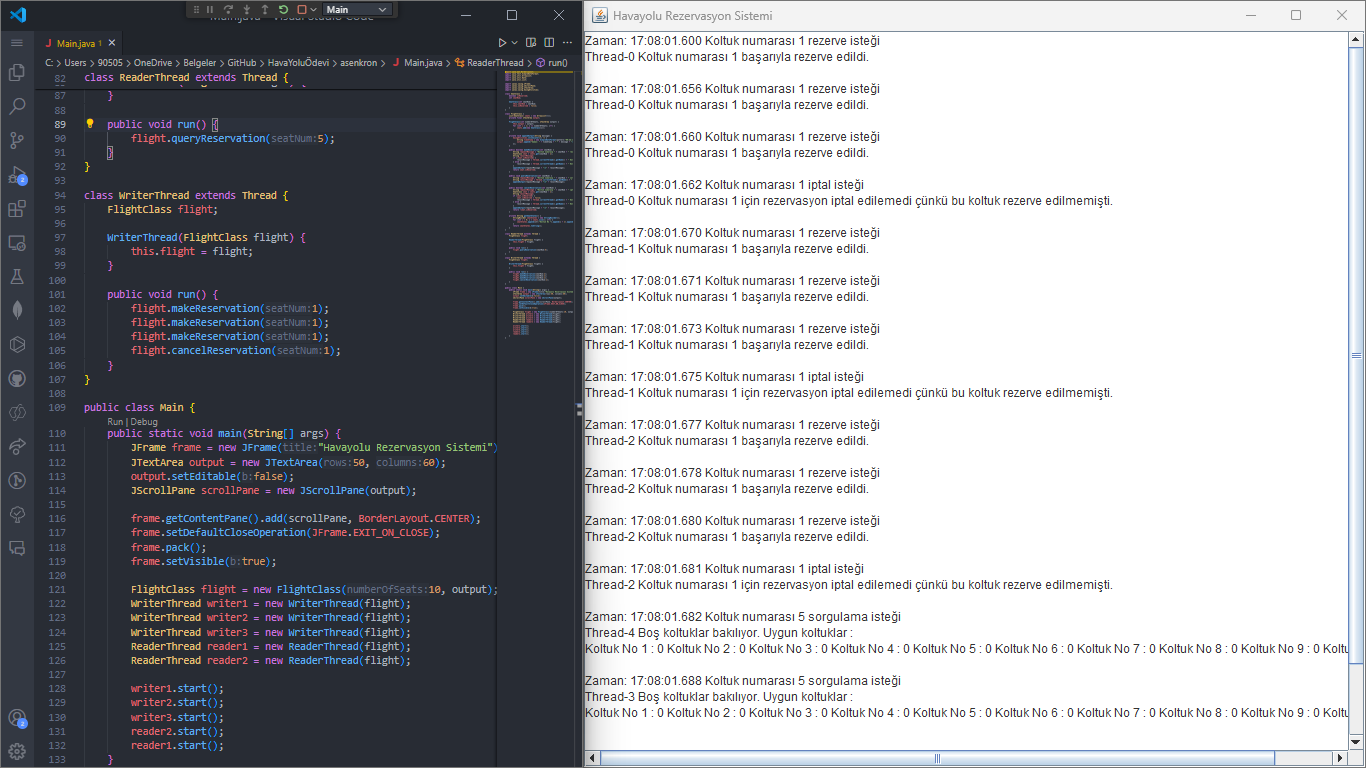 Main.java - Visual Studio Code
Main
Main.java 1
C: > Users > 90505 > OneDrive > Belgeler > GitHub > HavaYoluÖdevi > asenkron > Main.java > ReaderThread > run()
82 class ReaderThread extends Thread {
87 }
88
89 public void run() {
90 flight.queryReservation(seatNum:5);
91 }
92 }
93
94 class WriterThread extends Thread {
95 FlightClass flight;
96
97 WriterThread(FlightClass flight) {
98 this.flight = flight;
99 }
100
101 public void run() {
102 flight.makeReservation(seatNum:1);
103 flight.makeReservation(seatNum:1);
104 flight.makeReservation(seatNum:1);
105 flight.cancelReservation(seatNum:1);
106 }
107 }
108
109 public class Main {
Run | Debug
110 public static void main(String[] args) {
111 JFrame frame = new JFrame(title:"Havayolu Rezervasyon Sistemi")
112 JTextArea output = new JTextArea(rows:50, columns:60);
113 output.setEditable(b:false);
114 JScrollPane scrollPane = new JScrollPane(output);
115
116 frame.getContentPane().add(scrollPane, BorderLayout.CENTER);
117 frame.setDefaultCloseOperation(JFrame.EXIT_ON_CLOSE);
118 frame.pack();
119 frame.setVisible(b:true);
120
121 FlightClass flight = new FlightClass(numberOfSeats:10, output);
122 WriterThread writer1 = new WriterThread(flight);
123 WriterThread writer2 = new WriterThread(flight);
124 WriterThread writer3 = new WriterThread(flight);
125 ReaderThread reader1 = new ReaderThread(flight);
126 ReaderThread reader2 = new ReaderThread(flight);
127
128 writer1.start();
129 writer2.start();
130 writer3.start();
131 reader2.start();
132 reader1.start();
133 }
2
2
Havayolu Rezervasyon Sistemi
Zaman: 17:08:01.600 Koltuk numarası 1 rezerve isteği
Thread-0 Koltuk numarası 1 başarıyla rezerve edildi.
Zaman: 17:08:01.656 Koltuk numarası 1 rezerve isteği
Thread-0 Koltuk numarası 1 başarıyla rezerve edildi.
Zaman: 17:08:01.660 Koltuk numarası 1 rezerve isteği
Thread-0 Koltuk numarası 1 başarıyla rezerve edildi.
Zaman: 17:08:01.662 Koltuk numarası 1 iptal isteği
Thread-0 Koltuk numarası 1 için rezervasyon iptal edilemedi çünkü bu koltuk rezerve edilmemişti.
Zaman: 17:08:01.670 Koltuk numarası 1 rezerve isteği
Thread-1 Koltuk numarası 1 başarıyla rezerve edildi.
Zaman: 17:08:01.671 Koltuk numarası 1 rezerve isteği
Thread-1 Koltuk numarası 1 başarıyla rezerve edildi.
Zaman: 17:08:01.673 Koltuk numarası 1 rezerve isteği
Thread-1 Koltuk numarası 1 başarıyla rezerve edildi.
Zaman: 17:08:01.675 Koltuk numarası 1 iptal isteği
Thread-1 Koltuk numarası 1 için rezervasyon iptal edilemedi çünkü bu koltuk rezerve edilmemişti.
Zaman: 17:08:01.677 Koltuk numarası 1 rezerve isteği
Thread-2 Koltuk numarası 1 başarıyla rezerve edildi.
Zaman: 17:08:01.678 Koltuk numarası 1 rezerve isteği
Thread-2 Koltuk numarası 1 başarıyla rezerve edildi.
Zaman: 17:08:01.680 Koltuk numarası 1 rezerve isteği
Thread-2 Koltuk numarası 1 başarıyla rezerve edildi.
Zaman: 17:08:01.681 Koltuk numarası 1 iptal isteği
Thread-2 Koltuk numarası 1 için rezervasyon iptal edilemedi çünkü bu koltuk rezerve edilmemişti.
Zaman: 17:08:01.682 Koltuk numarası 5 sorgulama isteği
Thread-4 Boş koltuklar bakılıyor. Uygun koltuklar :
Koltuk No 1 : 0 Koltuk No 2 : 0 Koltuk No 3 : 0 Koltuk No 4 : 0 Koltuk No 5 : 0 Koltuk No 6 : 0 Koltuk No 7 : 0 Koltuk No 8 : 0 Koltuk No 9 : 0 Koltu
Zaman: 17:08:01.688 Koltuk numarası 5 sorgulama isteği
Thread-3 Boş koltuklar bakılıyor. Uygun koltuklar :
Koltuk No 1 : 0 Koltuk No 2 : 0 Koltuk No 3 : 0 Koltuk No 4 : 0 Koltuk No 5 : 0 Koltuk No 6 : 0 Koltuk No 7 : 0 Koltuk No 8 : 0 Koltuk No 9 : 0 Koltu